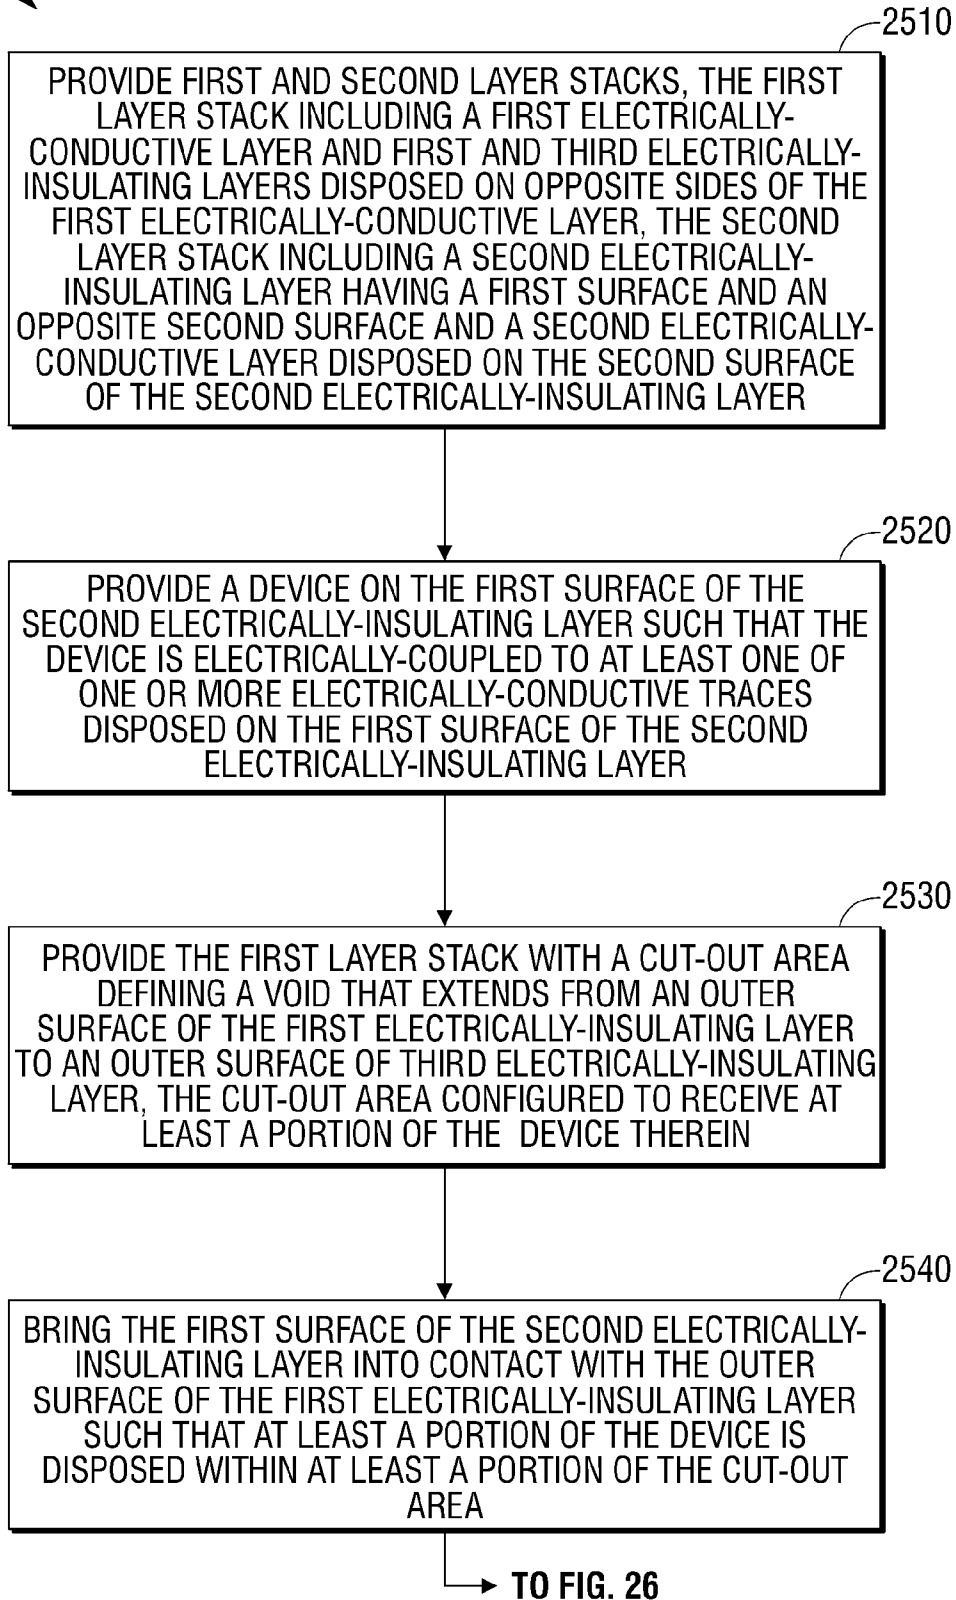 2510
PROVIDE FIRST AND SECOND LAYER STACKS, THE FIRST
LAYER STACK INCLUDING A FIRST ELECTRICALLY-
CONDUCTIVE LAYER AND FIRST AND THIRD ELECTRICALLY-
INSULATING LAYERS DISPOSED ON OPPOSITE SIDES OF THE
FIRST ELECTRICALLY-CONDUCTIVE LAYER, THE SECOND
LAYER STACK INCLUDING A SECOND ELECTRICALLY-
INSULATING LAYER HAVING A FIRST SURFACE AND AN
OPPOSITE SECOND SURFACE AND A SECOND ELECTRICALLY-
CONDUCTIVE LAYER DISPOSED ON THE SECOND SURFACE
OF THE SECOND ELECTRICALLY-INSULATING LAYER
2520
PROVIDE A DEVICE ON THE FIRST SURFACE OF THE
SECOND ELECTRICALLY-INSULATING LAYER SUCH THAT THE
DEVICE IS ELECTRICALLY-COUPLED TO AT LEAST ONE OF
ONE OR MORE ELECTRICALLY-CONDUCTIVE TRACES
DISPOSED ON THE FIRST SURFACE OF THE SECOND
ELECTRICALLY-INSULATING LAYER
2530
PROVIDE THE FIRST LAYER STACK WITH A CUT-OUT AREA
DEFINING A VOID THAT EXTENDS FROM AN OUTER
SURFACE OF THE FIRST ELECTRICALLY-INSULATING LAYER
TO AN OUTER SURFACE OF THIRD ELECTRICALLY-INSULATING
LAYER, THE CUT-OUT AREA CONFIGURED TO RECEIVE AT
LEAST A PORTION OF THE DEVICE THEREIN
2540
BRING THE FIRST SURFACE OF THE SECOND ELECTRICALLY-
INSULATING LAYER INTO CONTACT WITH THE OUTER
SURFACE OF THE FIRST ELECTRICALLY-INSULATING LAYER
SUCH THAT AT LEAST A PORTION OF THE DEVICE IS
DISPOSED WITHIN AT LEAST A PORTION OF THE CUT-OUT
AREA
TO FIG. 26